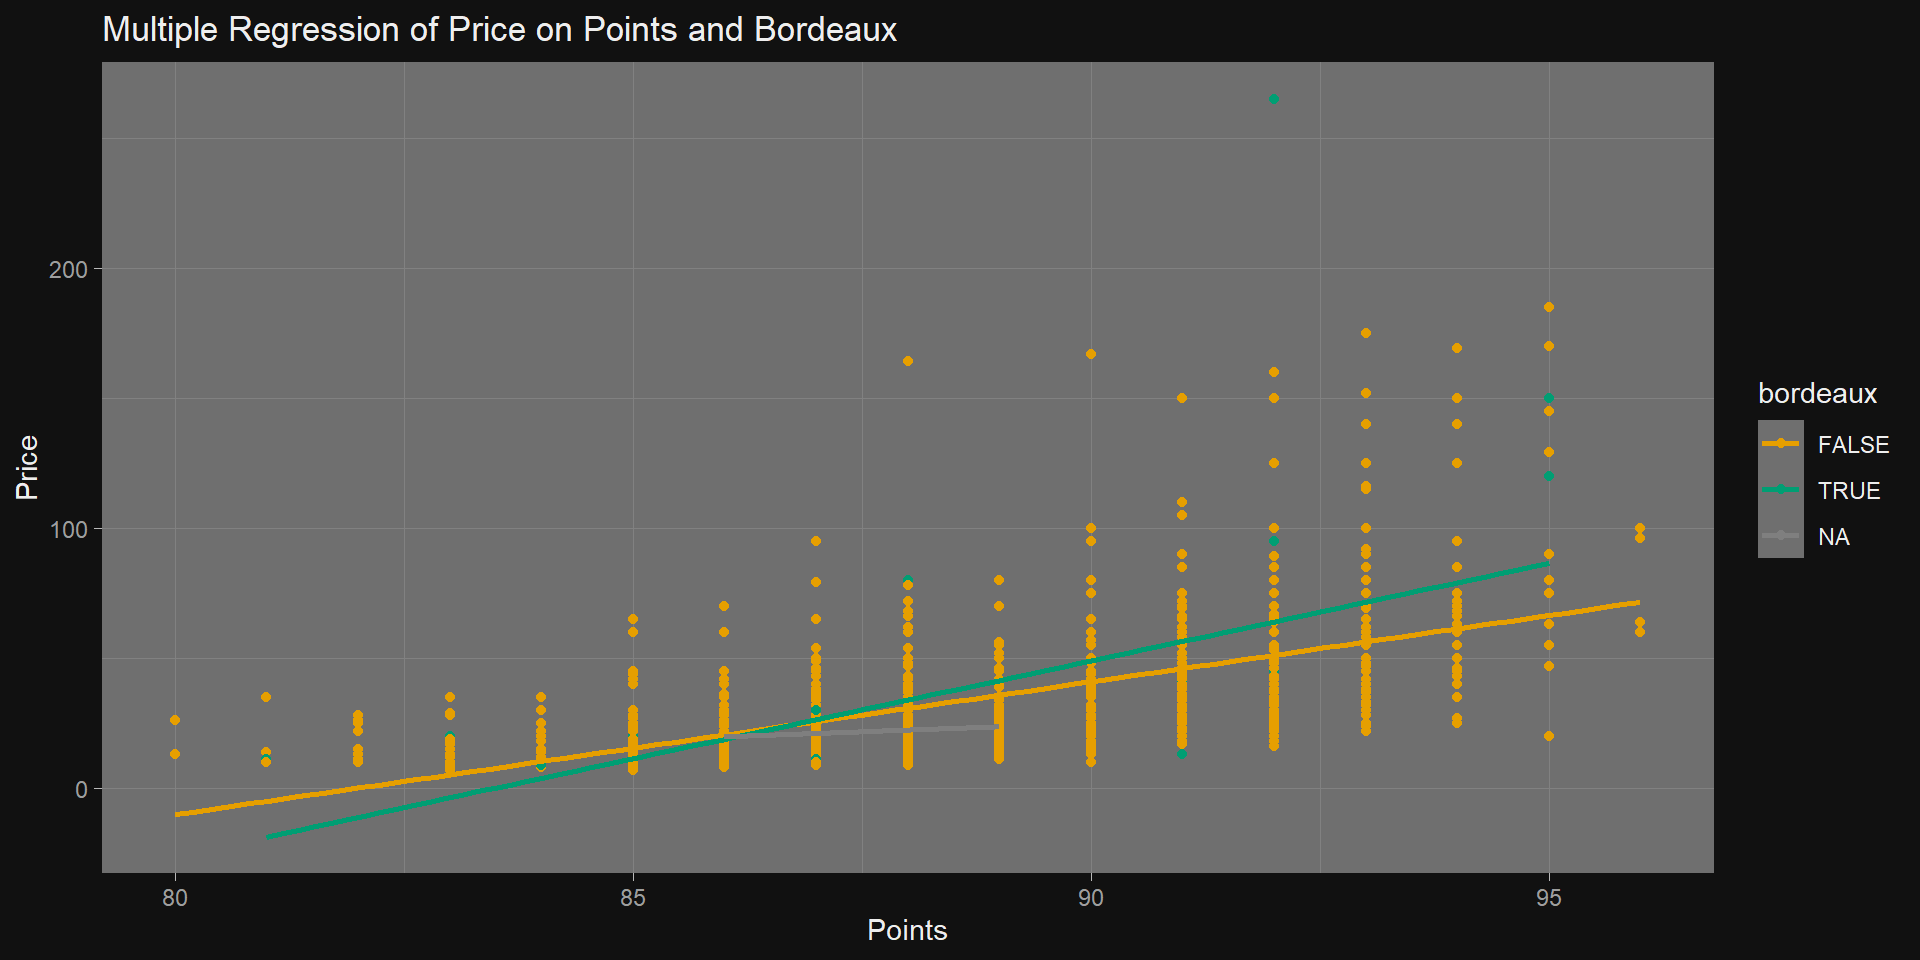 Multiple Regression of Price on Points and Bordeaux
Price
200
100
0
80
85
90
95
Points
bordeaux
FALSE
TRUE
NA